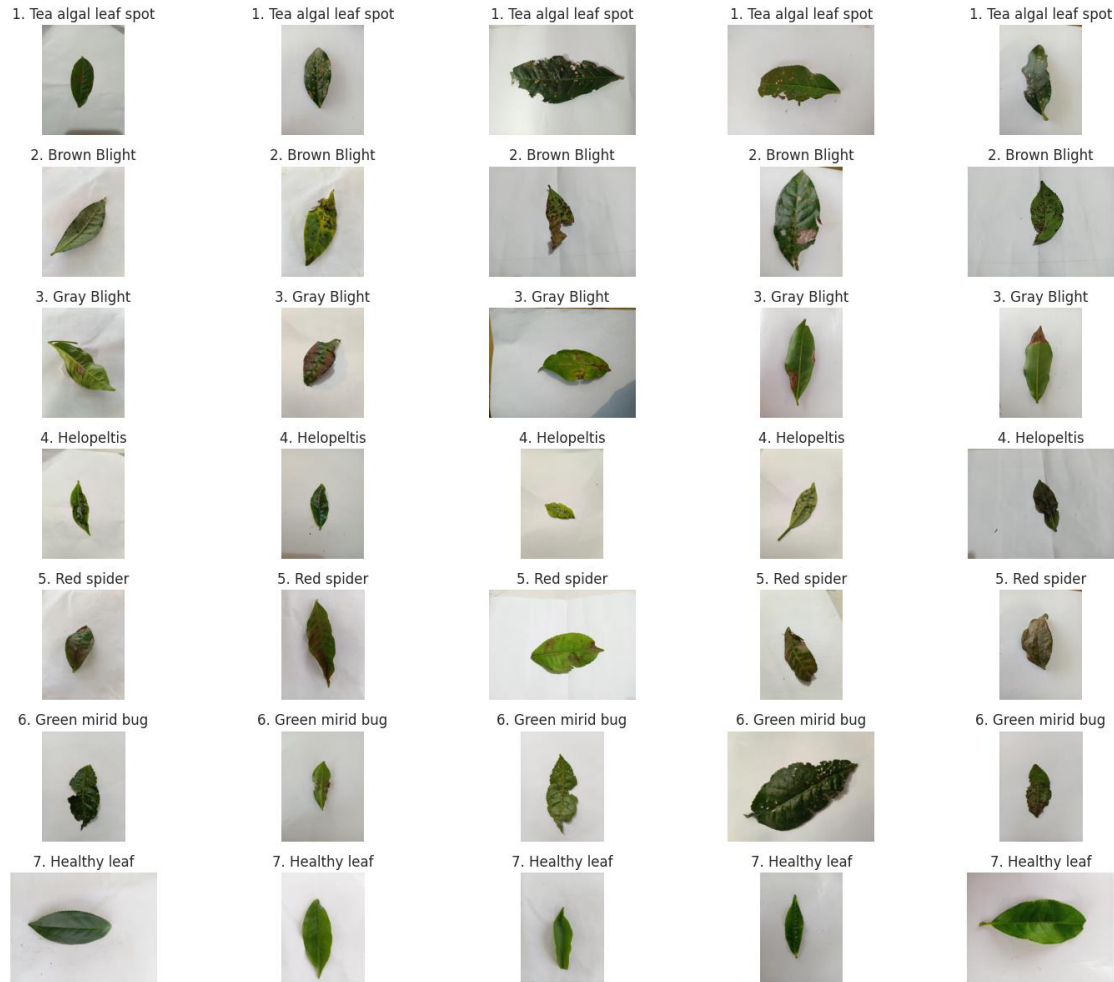 1. Tea algal leaf spot
1. Tea algal leaf spot
1. Tea algal leaf spot
1. Tea algal leaf spot
1. Tea algal leaf spot
2. Brown Blight
2. Brown Blight
2. Brown Blight
2. Brown Blight
2. Brown Blight
3. Gray Blight
3. Gray Blight
3. Gray Blight
3. Gray Blight
3. Gray Blight
4. Helopeltis
4. Helopeltis
4. Helopeltis
4. Helopeltis
4. Helopeltis
5. Red spider
5. Red spider
5. Red spider
5. Red spider
5. Red spider
6. Green mirid bug
6. Green mirid bug
6. Green mirid bug
6. Green mirid bug
6. Green mirid bug
7. Healthy leaf
7. Healthy leaf
7. Healthy leaf
7. Healthy leaf
7. Healthy leaf